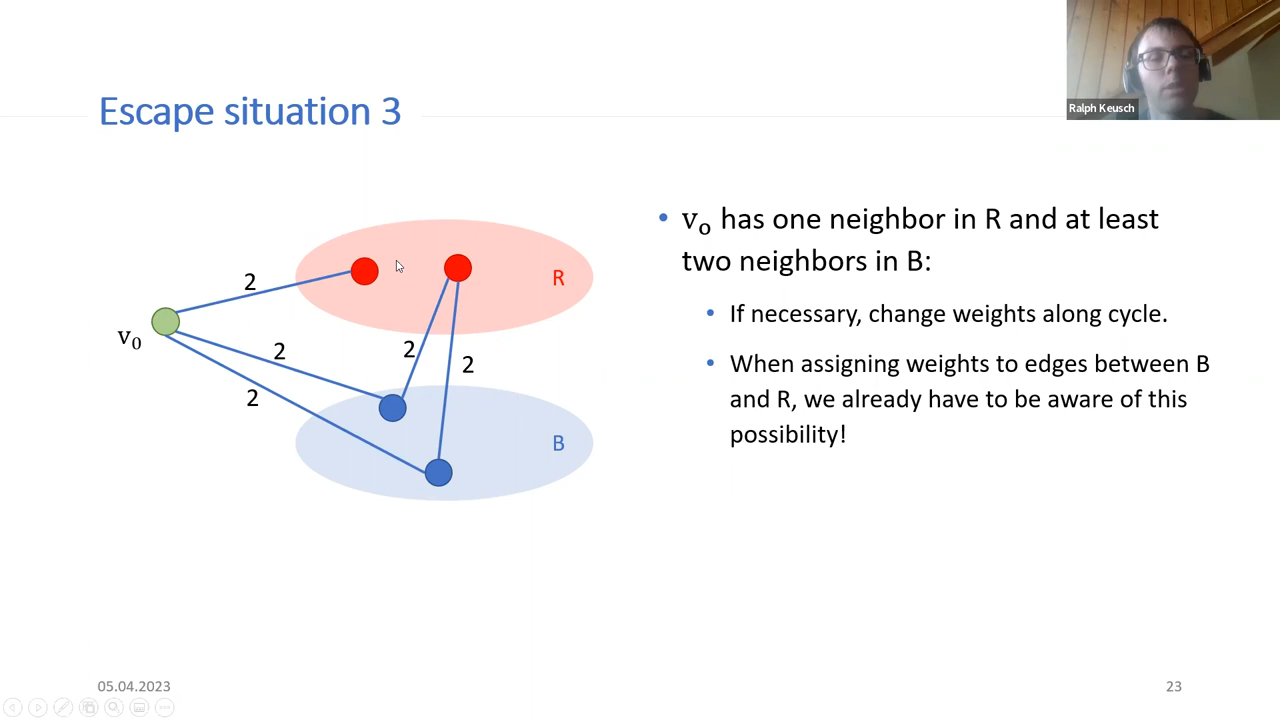 Ralph Keusch
Escape situation 3
R
B
v₀
2
2
2
2
2
• v₀ has one neighbor in R and at least
two neighbors in B:
• If necessary, change weights along cycle.
• When assigning weights to edges between B
and R, we already have to be aware of this
possibility!
05.04.2023
23